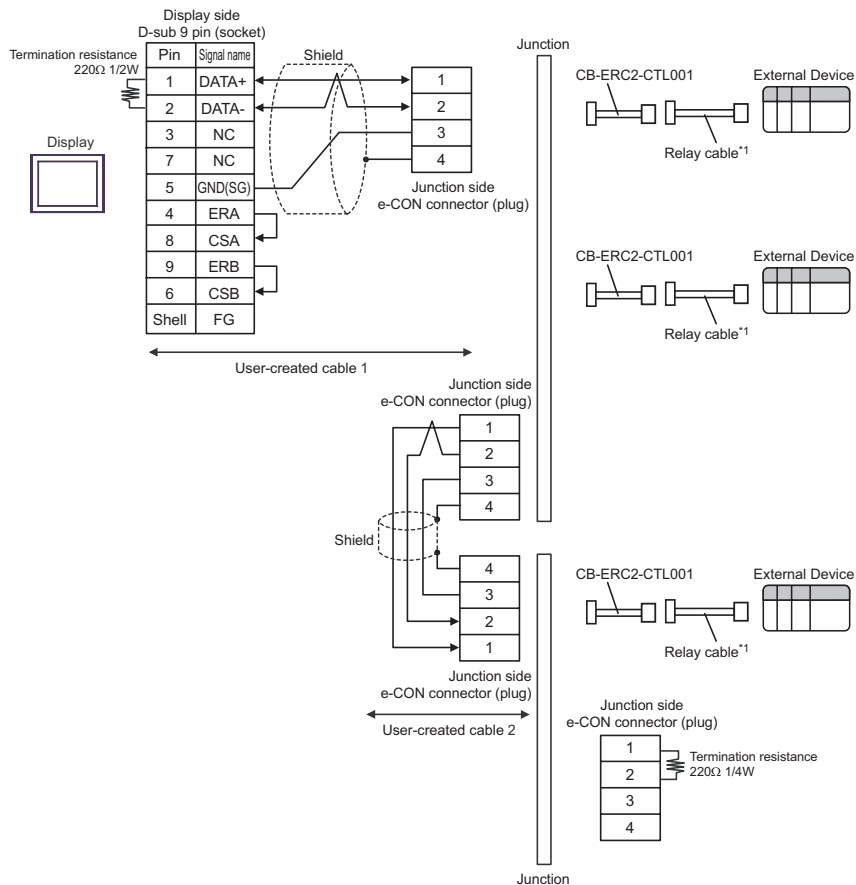 Display side
D-sub 9 pin (socket)
Termination resistance
220Ω 1/2W
Pin Signal name
1 DATA+
2 DATA-
3 NC
7 NC
5 GND(SG)
4 ERA
8 CSA
9 ERB
6 CSB
Shell FG
Display
Shield
1
2
3
4
Junction side
e-CON connector (plug)
User-created cable 1
Junction
CB-ERC2-CTL001
External Device
Relay cable*1
CB-ERC2-CTL001
External Device
Relay cable*1
Junction side
e-CON connector (plug)
1
2
3
4
Shield
4
3
2
1
Junction side
e-CON connector (plug)
User-created cable 2
CB-ERC2-CTL001
External Device
Relay cable*1
Junction side
e-CON connector (plug)
1
2
3
4
Termination resistance
220Ω 1/4W
Junction